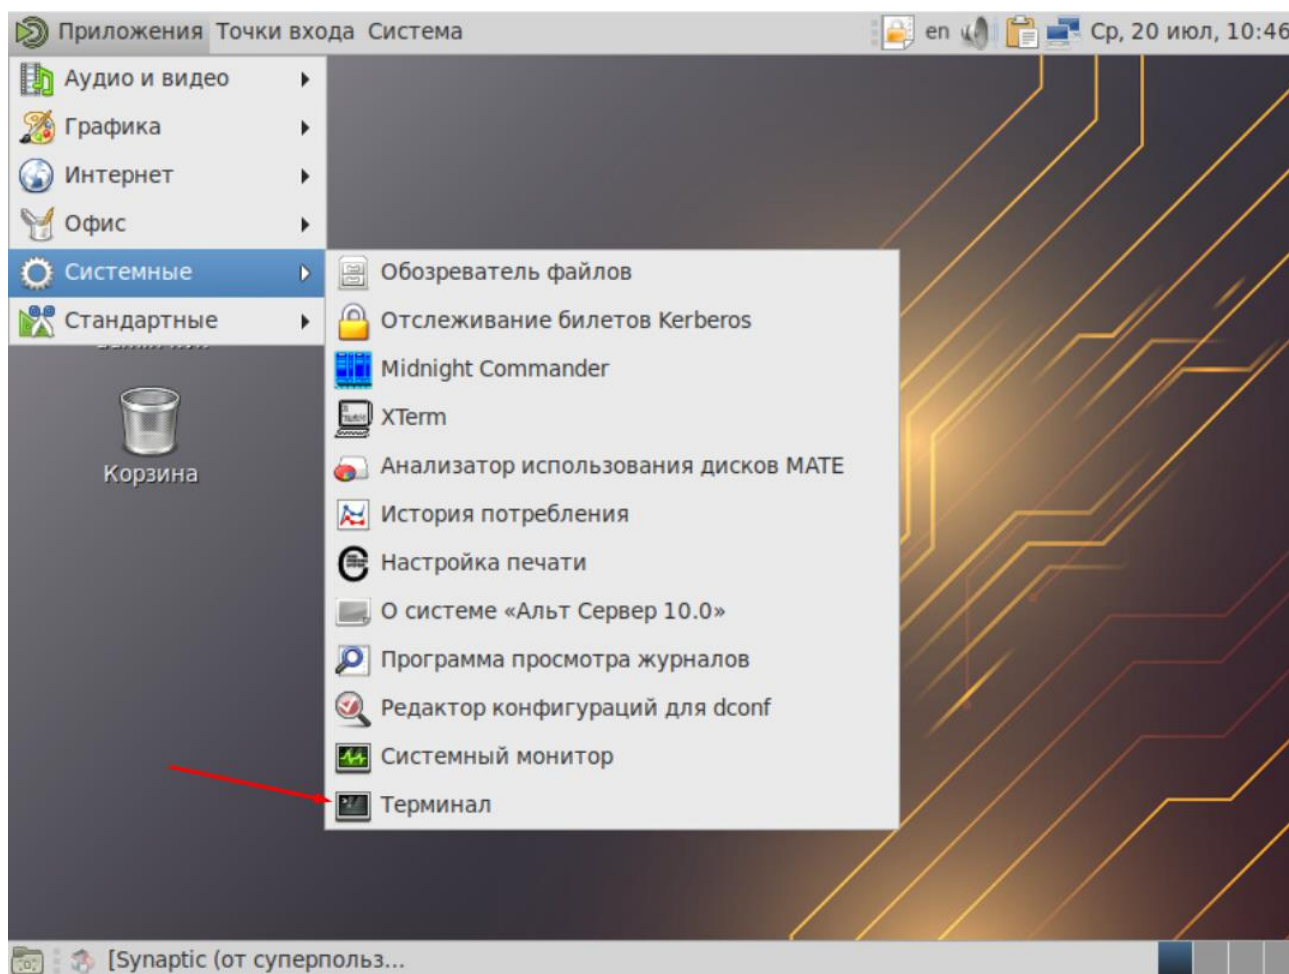 Приложения Точки входа Система en Ср, 20 июл, 10:46
Аудио и видео
Графика
Интернет
Офис
Системные
Стандартные
Обозреватель файлов
Отслеживание билетов Kerberos
Midnight Commander
XTerm
Анализатор использования дисков MATE
История потребления
Настройка печати
О системе «Альт Сервер 10.0»
Программа просмотра журналов
Редактор конфигураций для dconf
Системный монитор
Терминал
Корзина
[Synaptic (от суперпольз...